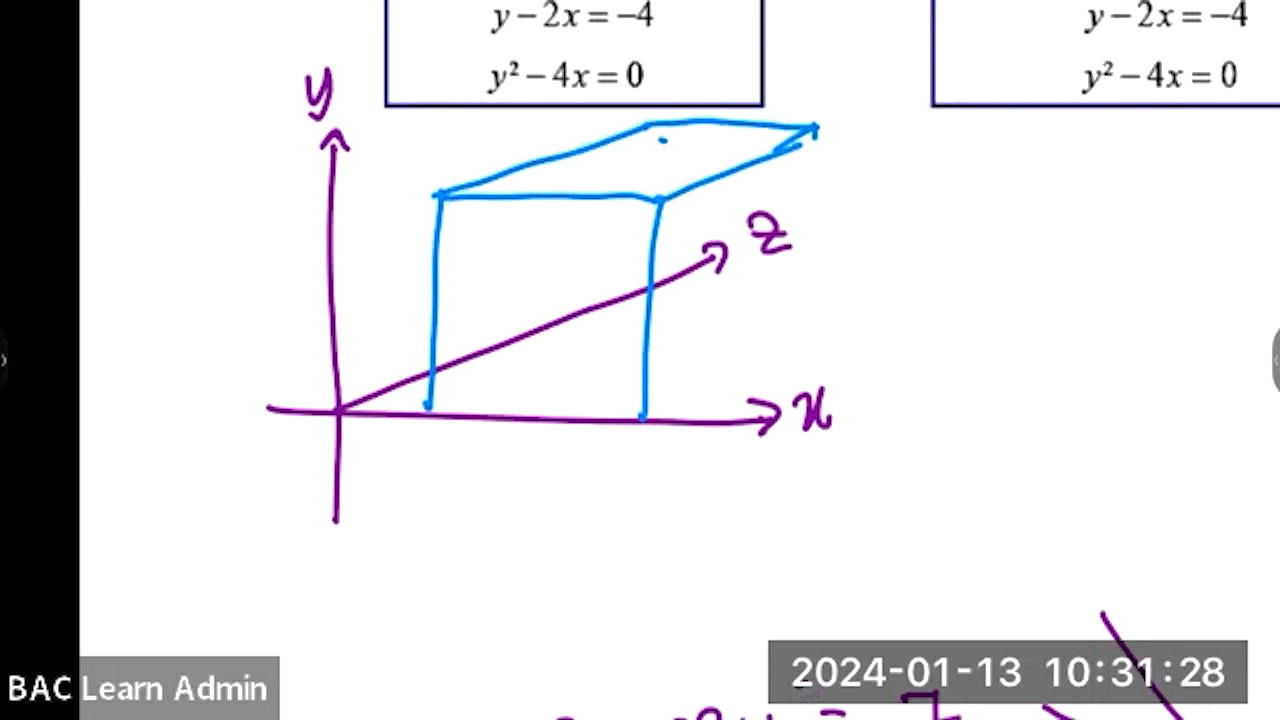 y − 2x = −4
y² − 4x = 0
y − 2x = −4
y² − 4x = 0
y
z
x
2024-01-13 10:31:28
BAC Learn Admin